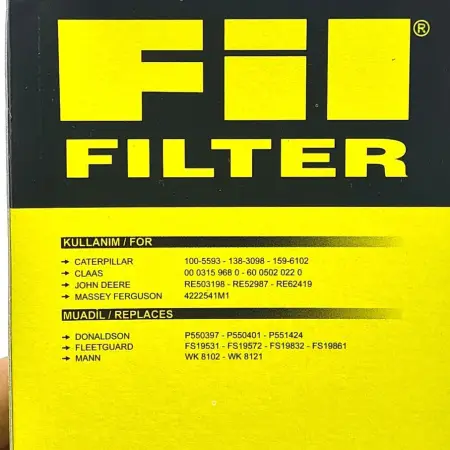 Fil®
FILTER
KULLANIM / FOR
→ CATERPILLAR 100-5593 - 138-3098 - 159-6102
→ CLAAS 00 0315 968 0 - 60 0502 022 0
→ JOHN DEERE RE503198 - RE52987 - RE62419
→ MASSEY FERGUSON 4222541M1
MUADİL / REPLACES
→ DONALDSON P550397 - P550401 - P551424
→ FLEETGUARD FS19531 - FS19572 - FS19832 - FS19861
→ MANN WK 8102 - WK 8121